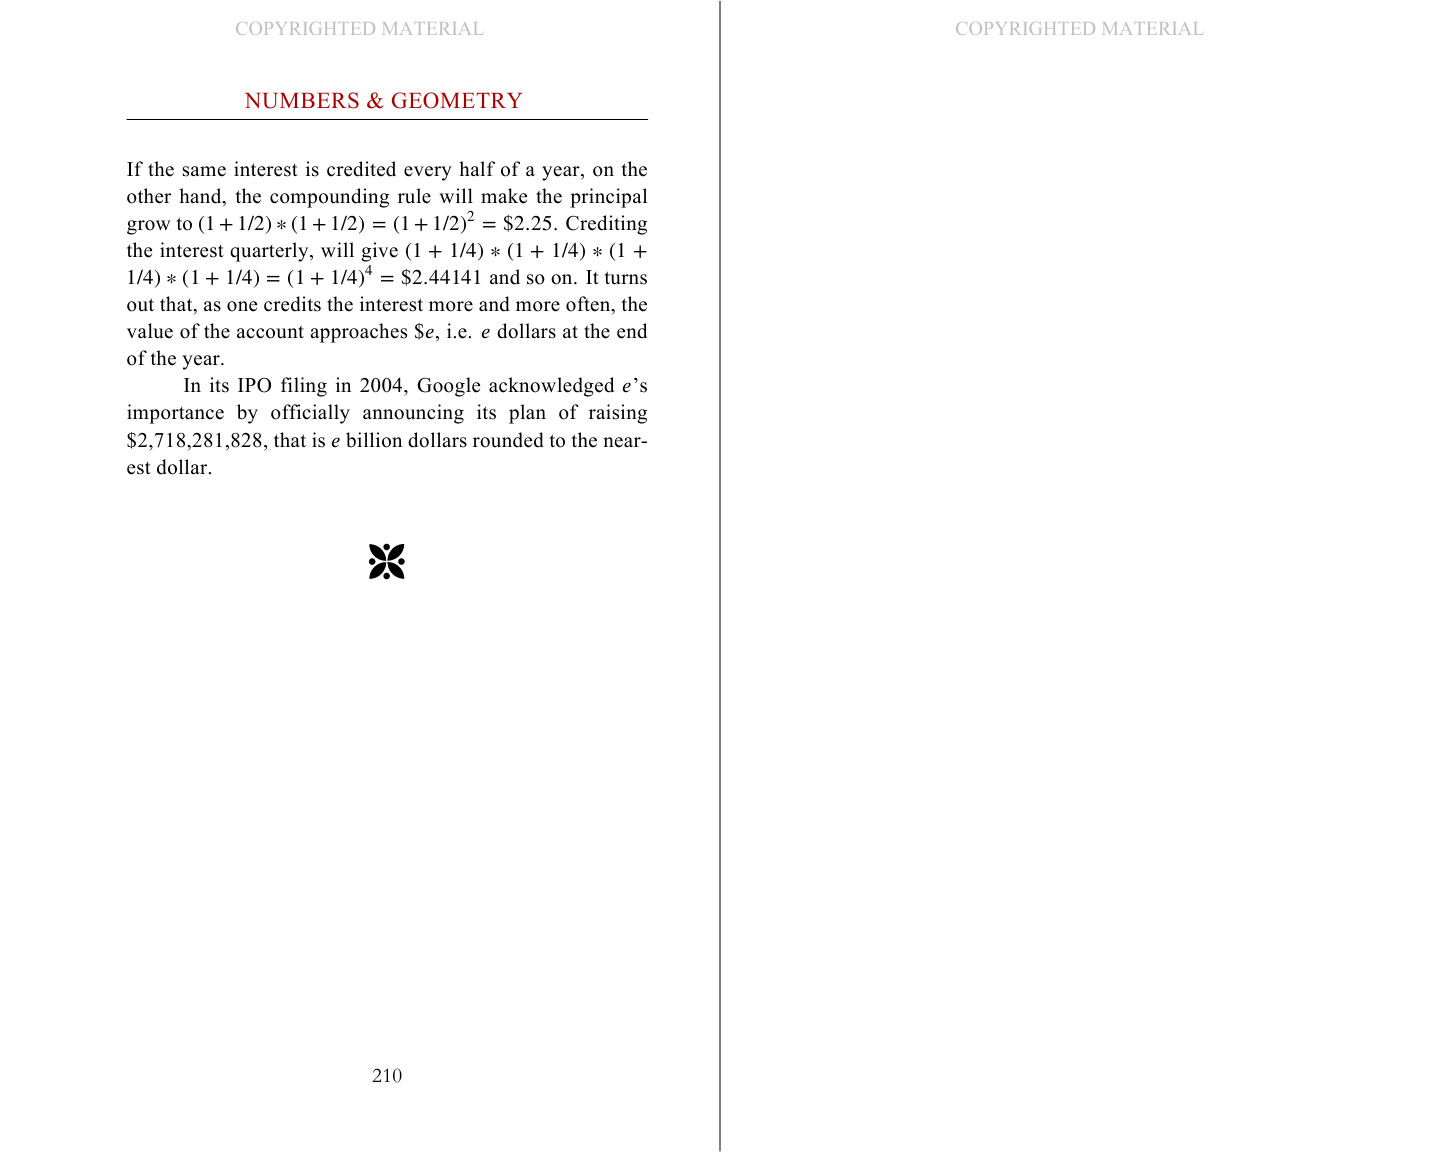 COPYRIGHTED MATERIAL
NUMBERS & GEOMETRY
If the same interest is credited every half of a year, on the
other hand, the compounding rule will make the principal
grow to (1 + 1/2) ∗ (1 + 1/2) = (1 + 1/2)² = $2.25. Crediting
the interest quarterly, will give (1 + 1/4) ∗ (1 + 1/4) ∗ (1 +
1/4) ∗ (1 + 1/4) = (1 + 1/4)⁴ = $2.44141 and so on. It turns
out that, as one credits the interest more and more often, the
value of the account approaches $e, i.e. e dollars at the end
of the year.
In its IPO filing in 2004, Google acknowledged e’s
importance by officially announcing its plan of raising
$2,718,281,828, that is e billion dollars rounded to the near-
est dollar.
210
COPYRIGHTED MATERIAL